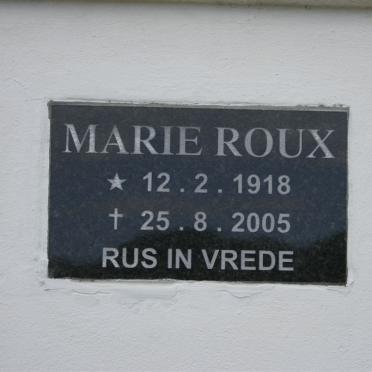 MARIE ROUX
★ 12 . 2 . 1918
† 25 . 8 . 2005
RUS IN VREDE